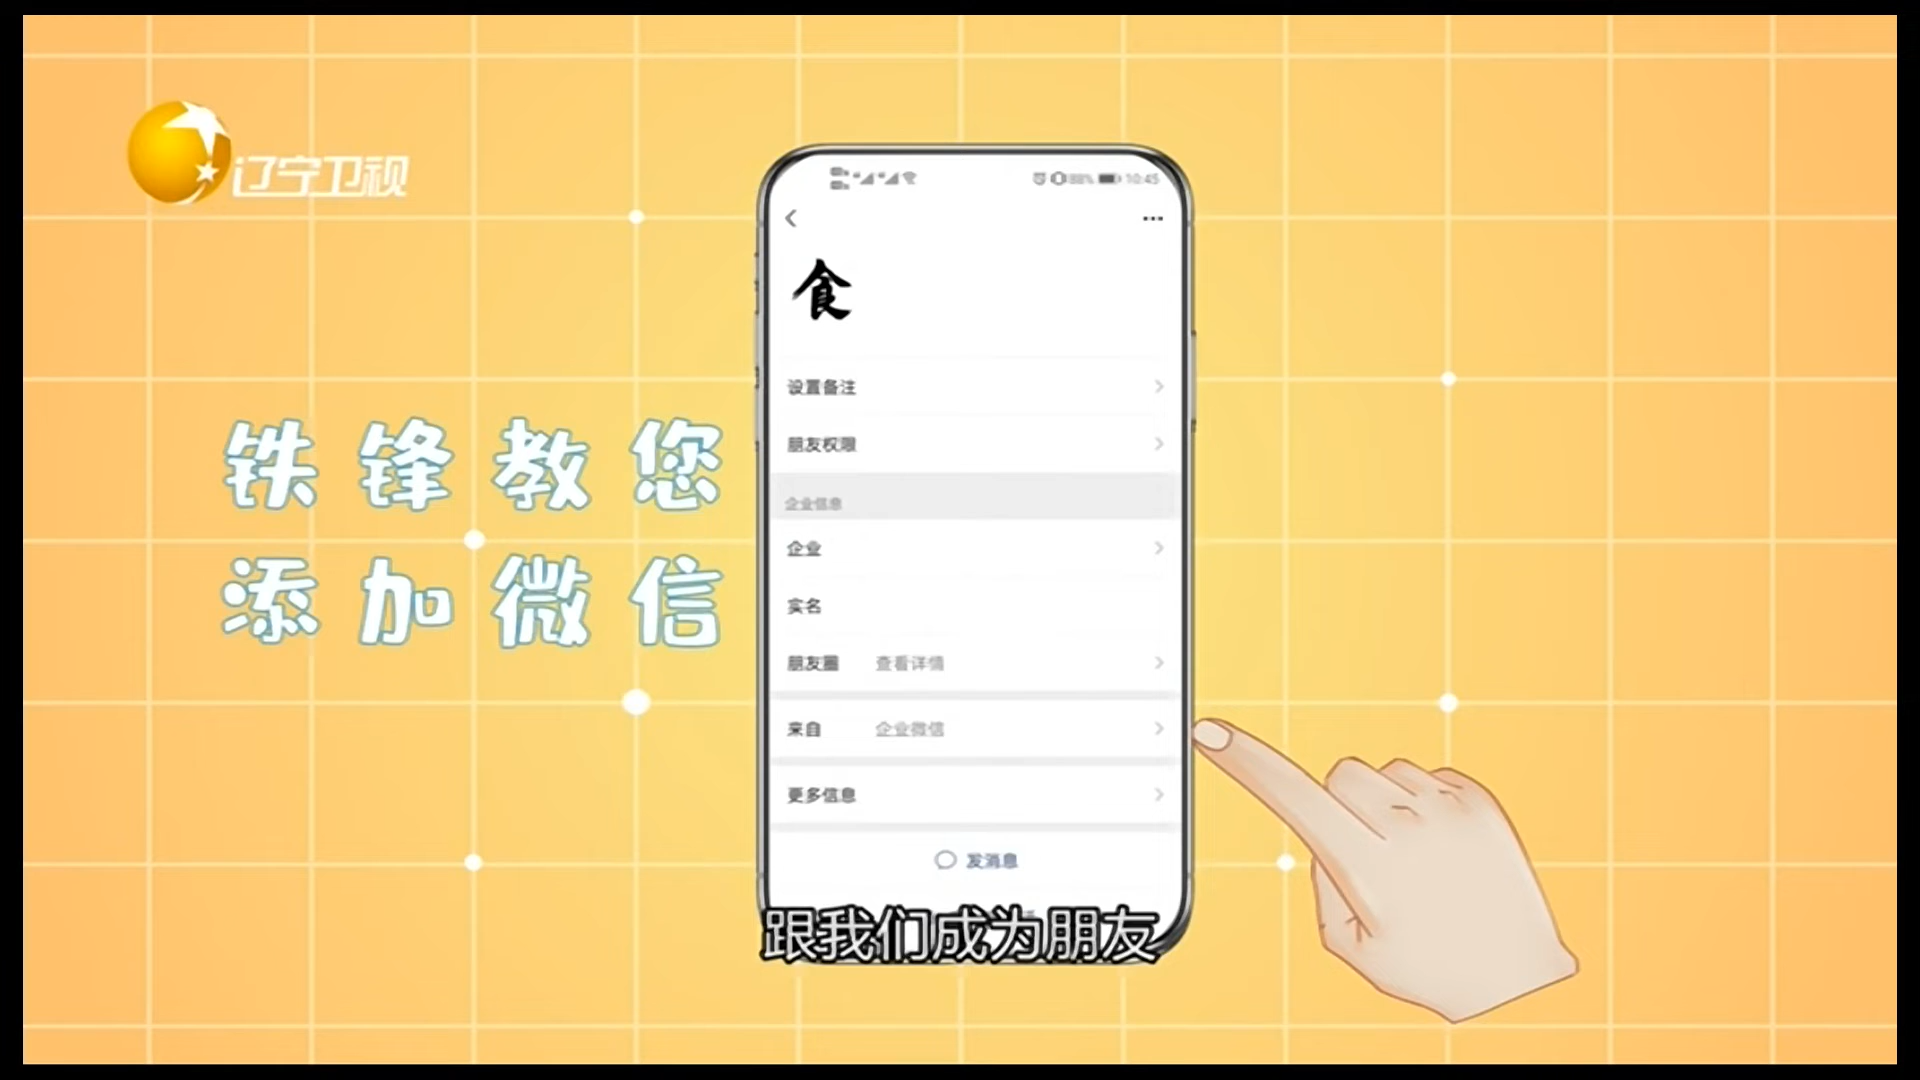 辽宁卫视
铁锋教您
添加微信
10:45
食
设置备注
朋友权限
企业信息
企业
实名
朋友圈 查看详情
来自 企业微信
更多信息
发消息
跟我们成为朋友